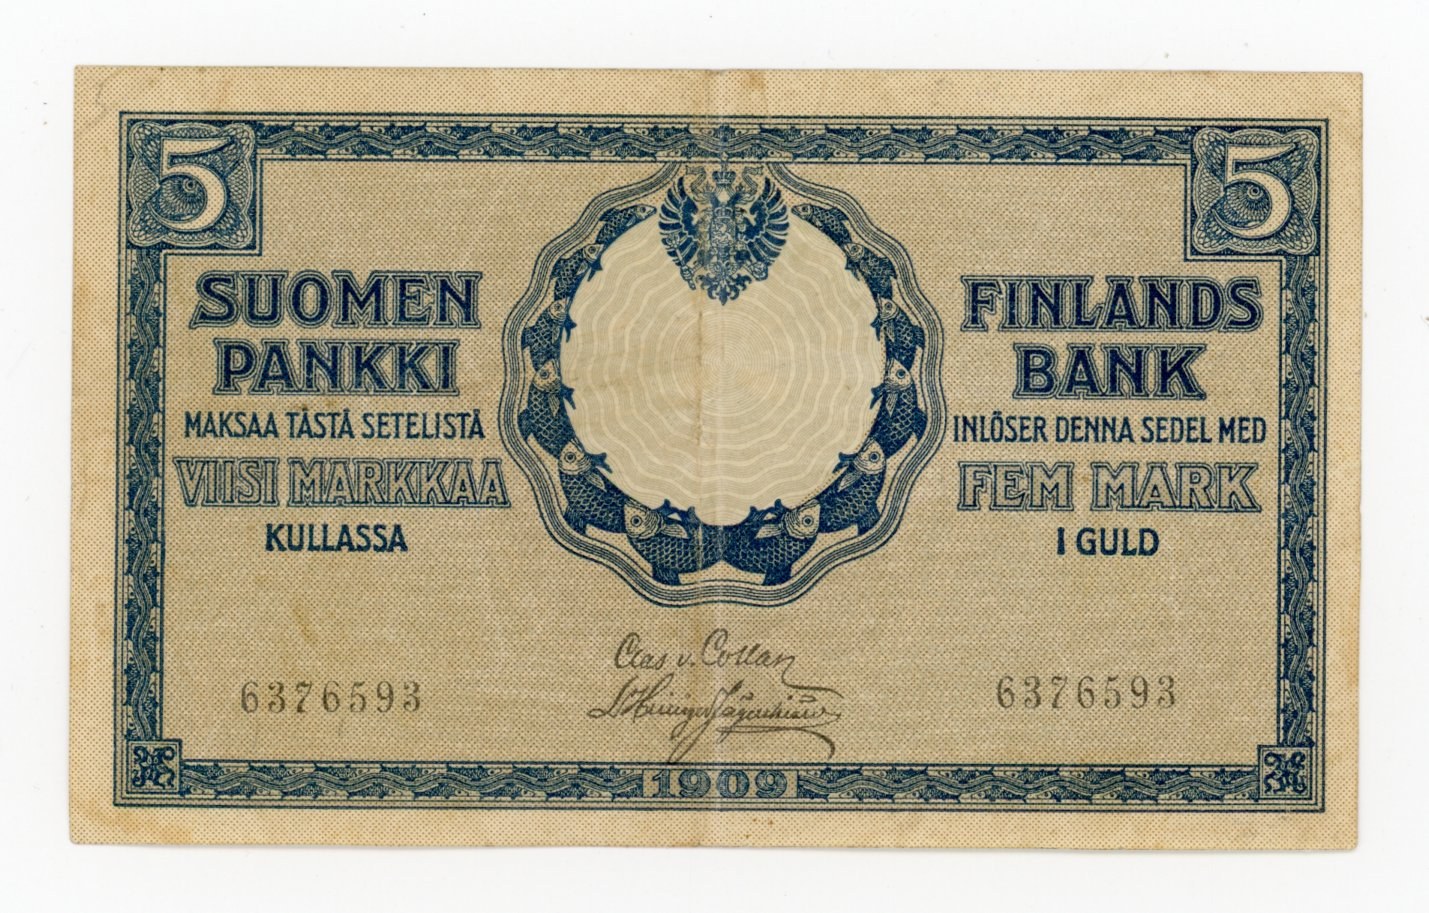 5
5
SUOMEN
PANKKI
MAKSAA TÄSTÄ SETELISTÄ
VIISI MARKKAA
KULLASSA
FINLANDS
BANK
INLÖSER DENNA SEDEL MED
FEM MARK
I GULD
Clas v. Collan
6376593
6376593
1909